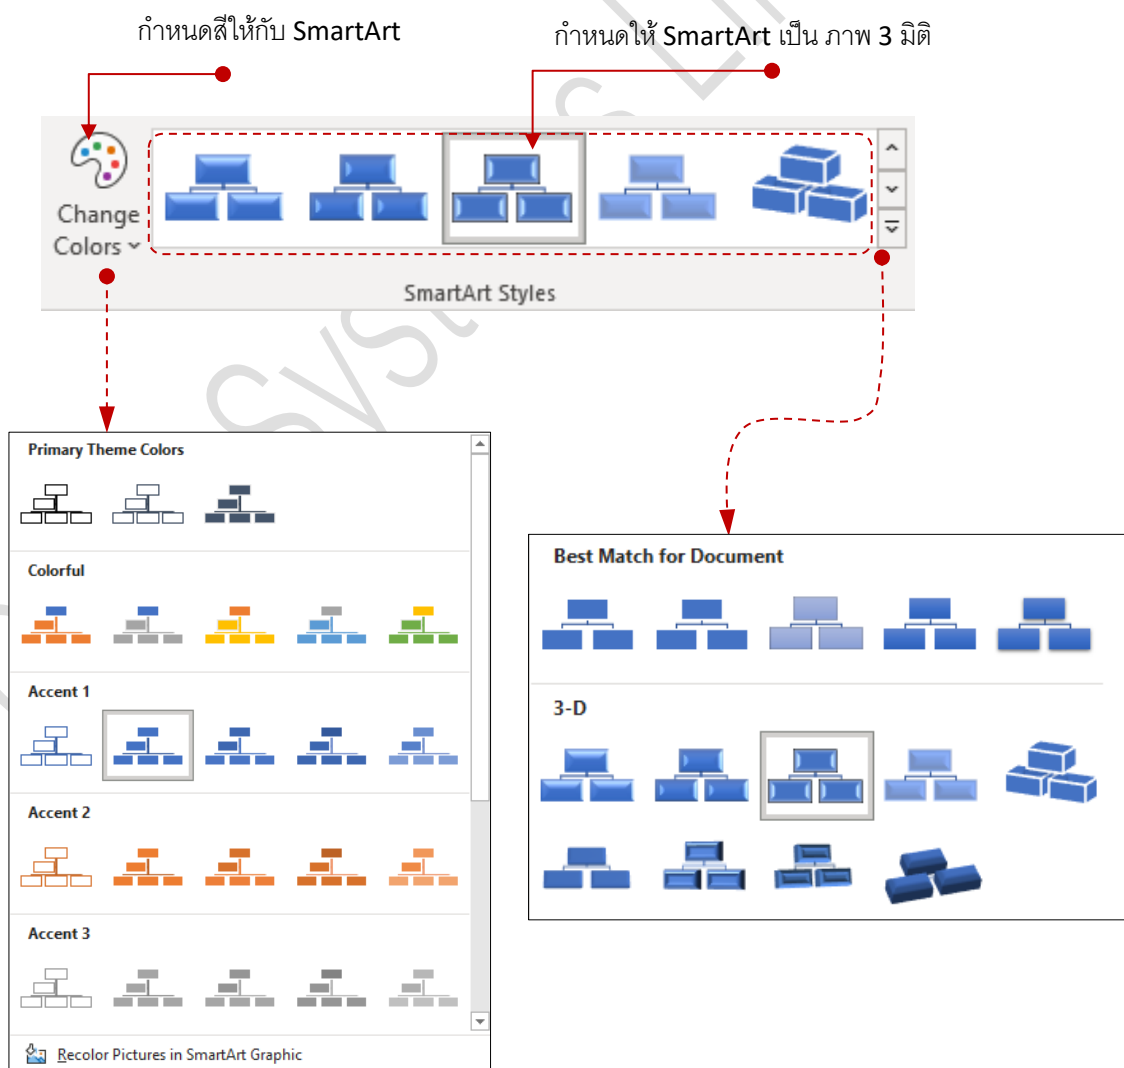 กำหนดสีให้กับ SmartArt
กำหนดให้ SmartArt เป็น ภาพ 3 มิติ
Change
Colors
SmartArt Styles
Primary Theme Colors
Colorful
Accent 1
Accent 2
Accent 3
Recolor Pictures in SmartArt Graphic
Best Match for Document
3-D